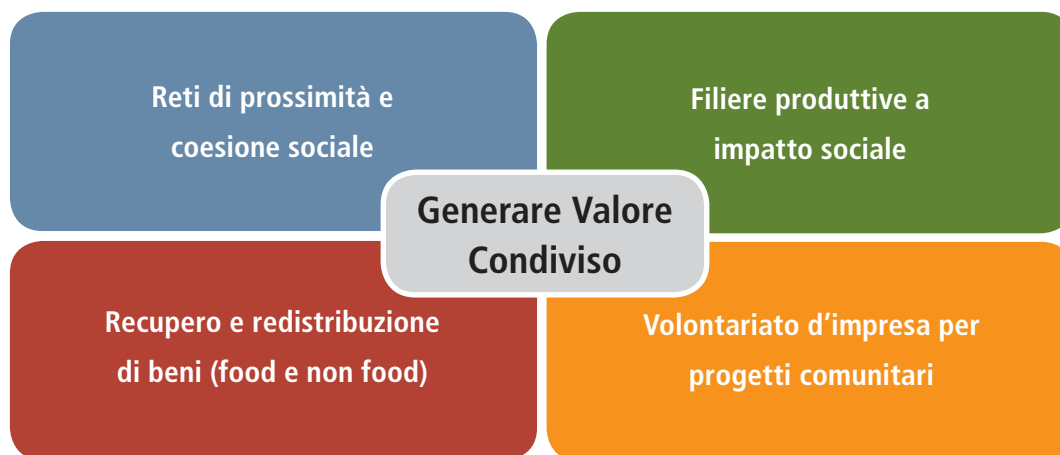 Reti di prossimità e
coesione sociale
Filiere produttive a
impatto sociale
Generare Valore
Condiviso
Recupero e redistribuzione
di beni (food e non food)
Volontariato d’impresa per
progetti comunitari